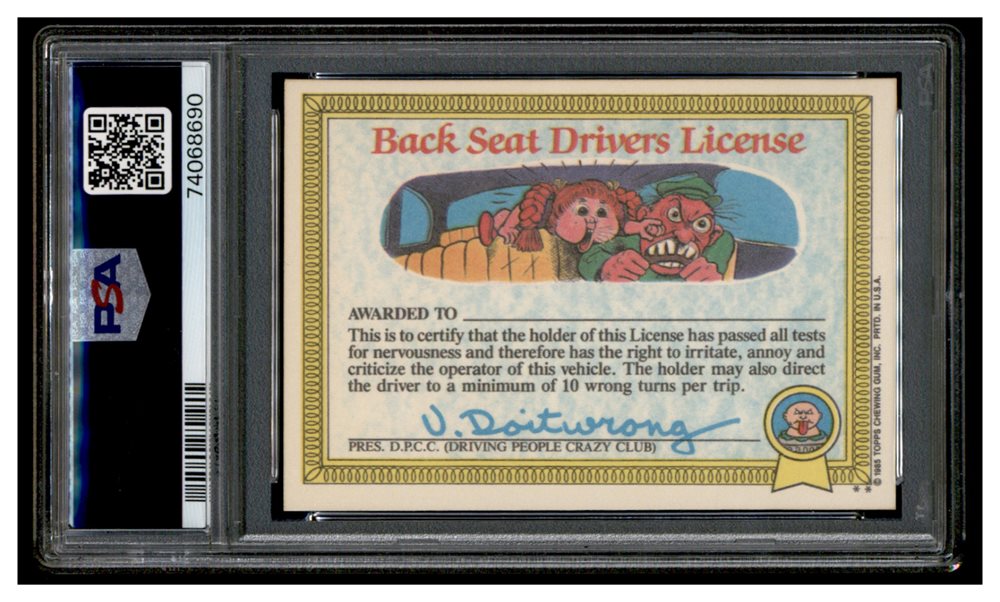 74068690
PSA
Back Seat Drivers License
AWARDED TO
This is to certify that the holder of this License has passed all tests
for nervousness and therefore has the right to irritate, annoy and
criticize the operator of this vehicle. The holder may also direct
the driver to a minimum of 10 wrong turns per trip.
U. Doitwrong
PRES. D.P.C.C. (DRIVING PEOPLE CRAZY CLUB)
**
© 1985 TOPPS CHEWING GUM, INC. PRTD. IN U.S.A.